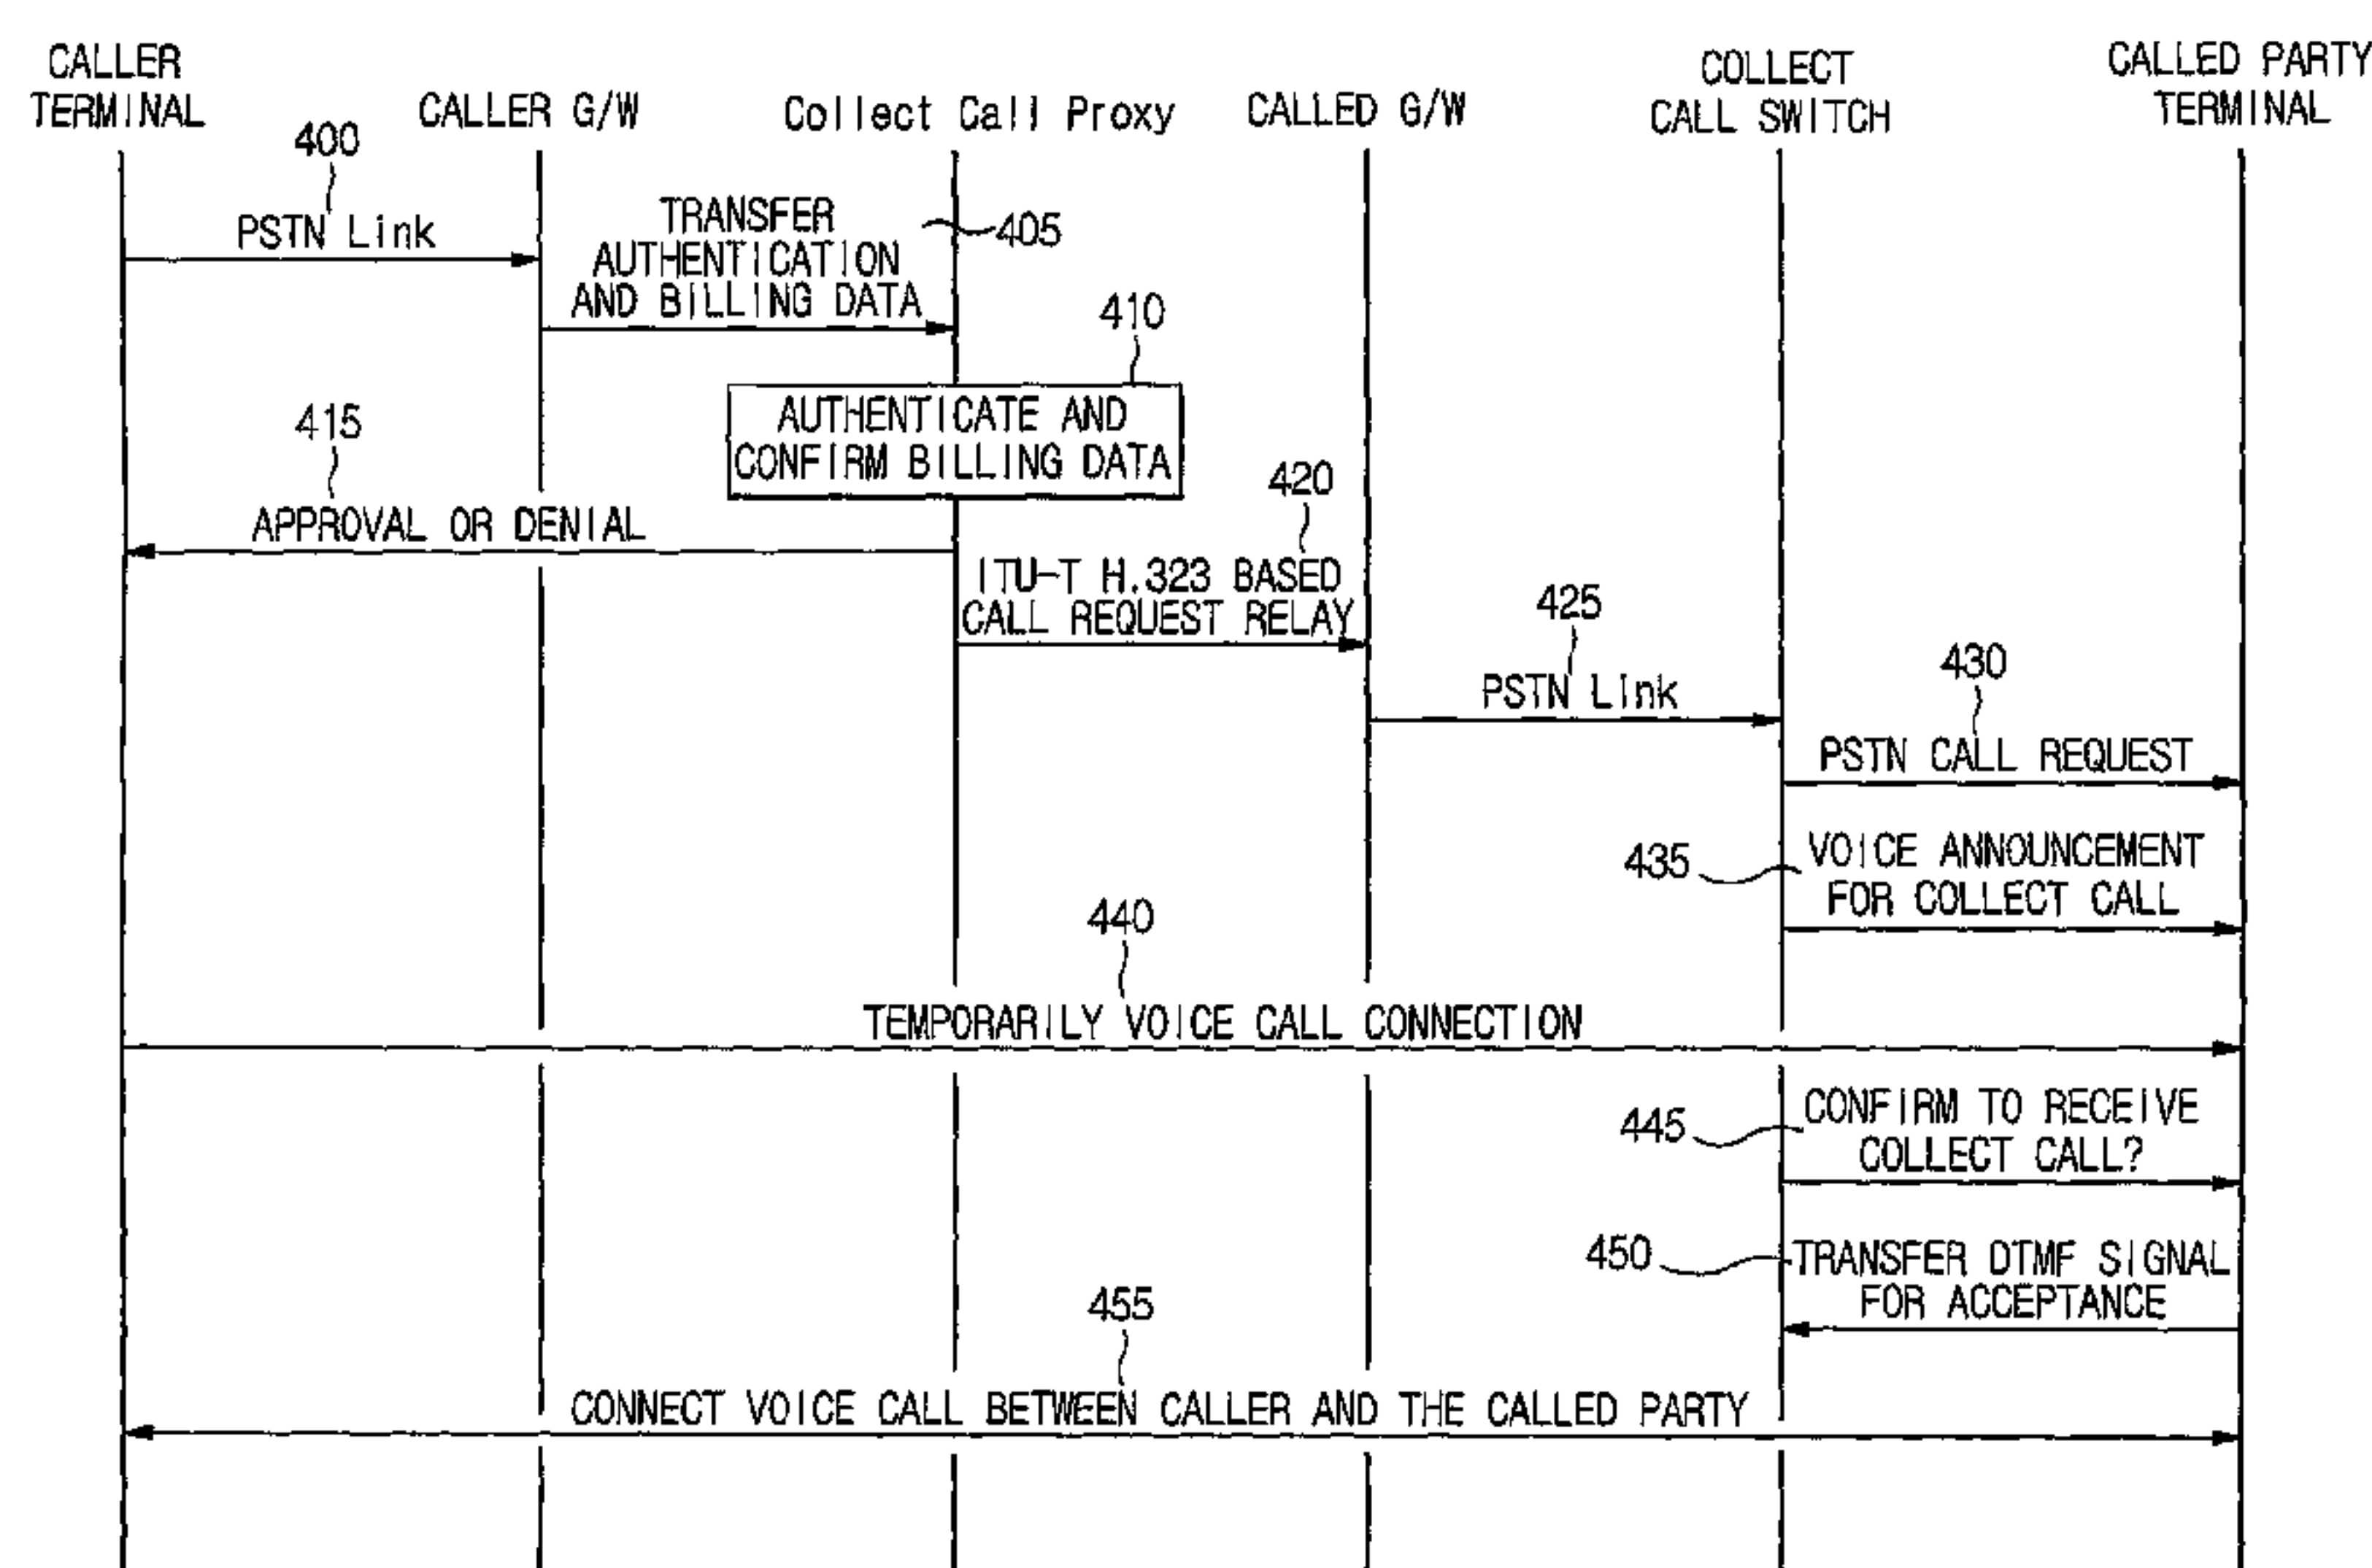 CALLER
TERMINAL
CALLER G/W
Collect Call Proxy
CALLED G/W
COLLECT
CALL SWITCH
CALLED PARTY
TERMINAL
400
PSTN Link
TRANSFER
AUTHENTICATION
AND BILLING DATA
405
410
AUTHENTICATE AND
CONFIRM BILLING DATA
415
APPROVAL OR DENIAL
420
ITU-T H.323 BASED
CALL REQUEST RELAY
425
PSTN Link
430
PSTN CALL REQUEST
435
VOICE ANNOUNCEMENT
FOR COLLECT CALL
440
TEMPORARILY VOICE CALL CONNECTION
445
CONFIRM TO RECEIVE
COLLECT CALL?
450
TRANSFER DTMF SIGNAL
FOR ACCEPTANCE
455
CONNECT VOICE CALL BETWEEN CALLER AND THE CALLED PARTY